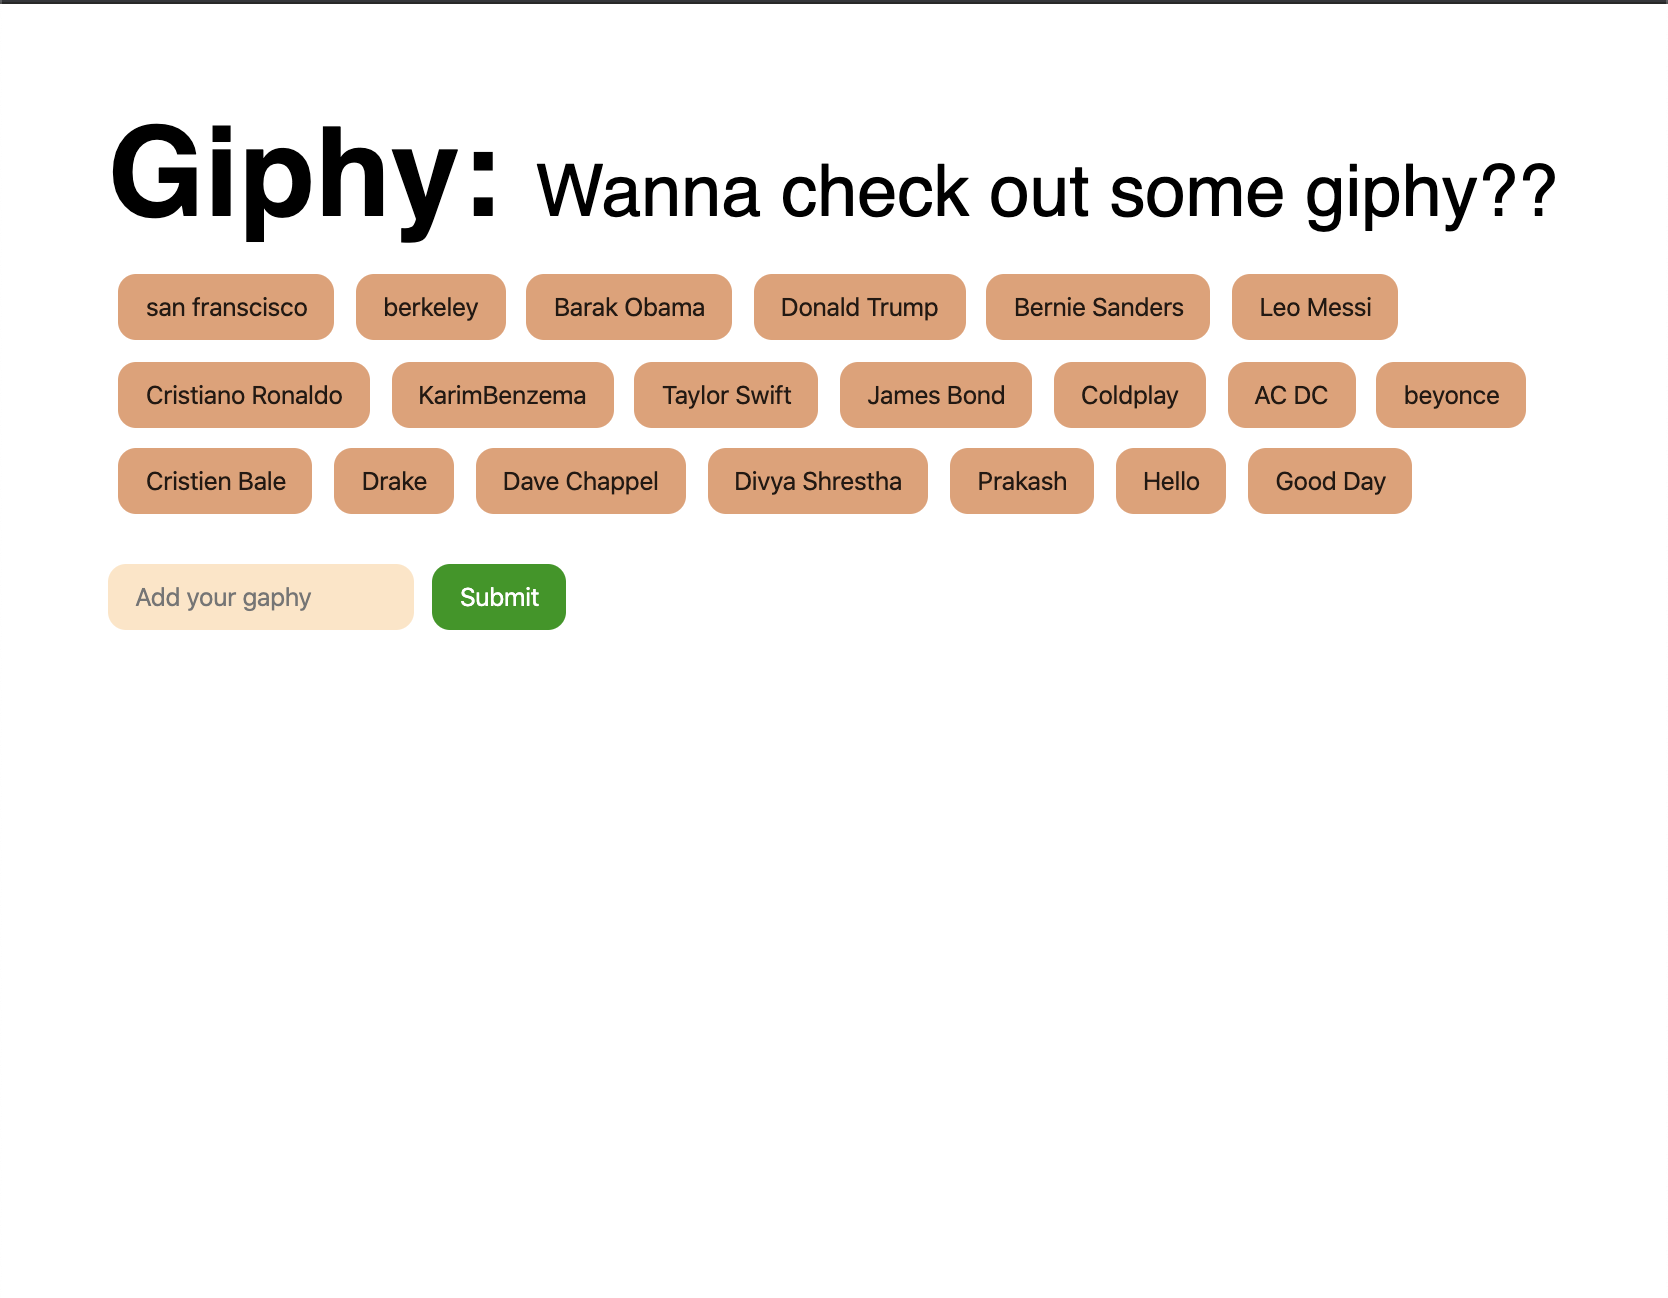 Giphy: Wanna check out some giphy??
san franscisco berkeley Barak Obama Donald Trump Bernie Sanders Leo Messi
Cristiano Ronaldo KarimBenzema Taylor Swift James Bond Coldplay AC DC beyonce
Cristien Bale Drake Dave Chappel Divya Shrestha Prakash Hello Good Day
Add your gaphy Submit